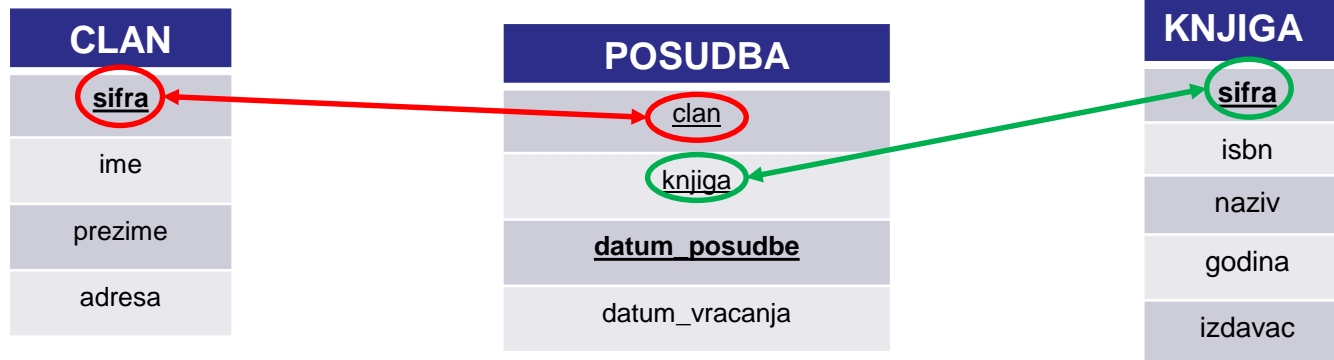 CLAN
sifra
ime
prezime
adresa
POSUDBA
clan
knjiga
datum_posudbe
datum_vracanja
KNJIGA
sifra
isbn
naziv
godina
izdavac